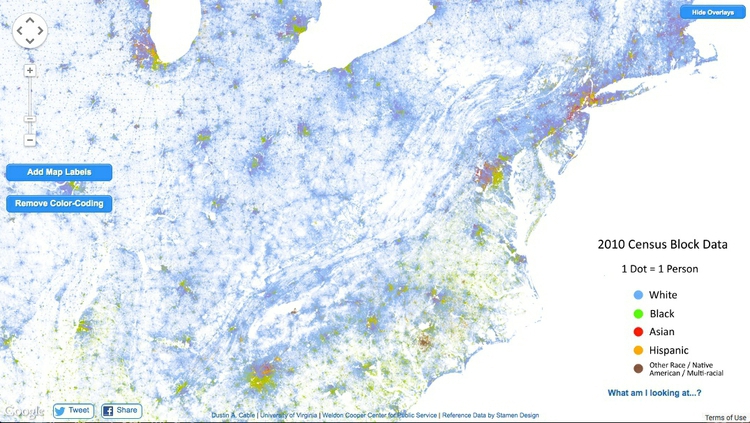 Hide Overlays
Add Map Labels
Remove Color-Coding
2010 Census Block Data
1 Dot = 1 Person
White
Black
Asian
Hispanic
Other Race / Native
American / Multi-racial
What am I looking at...?
Google
Tweet
Share
Dustin A. Cable | University of Virginia | Weldon Cooper Center for Public Service | Reference Data by Stamen Design
Terms of Use